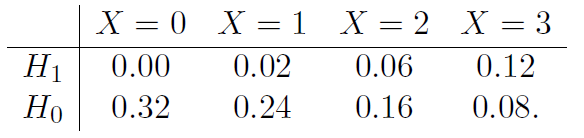 X = 0 X = 1 X = 2 X = 3
H₁ 0.00 0.02 0.06 0.12
H₀ 0.32 0.24 0.16 0.08.